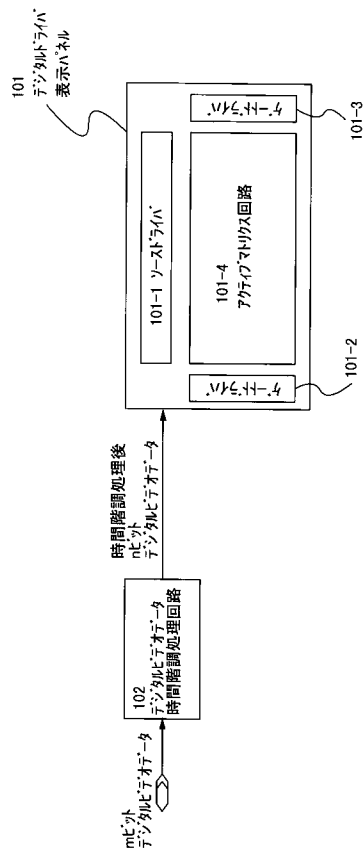 mビット
デジタルビデオデータ
102
デジタルビデオデータ
時間階調処理回路
時間階調処理後
nビット
デジタルビデオデータ
101
デジタルドライバ
表示パネル
101-1 ソースドライバ
ゲートドライバ
101-2
101-4
アクティブマトリクス回路
ゲートドライバ
101-3